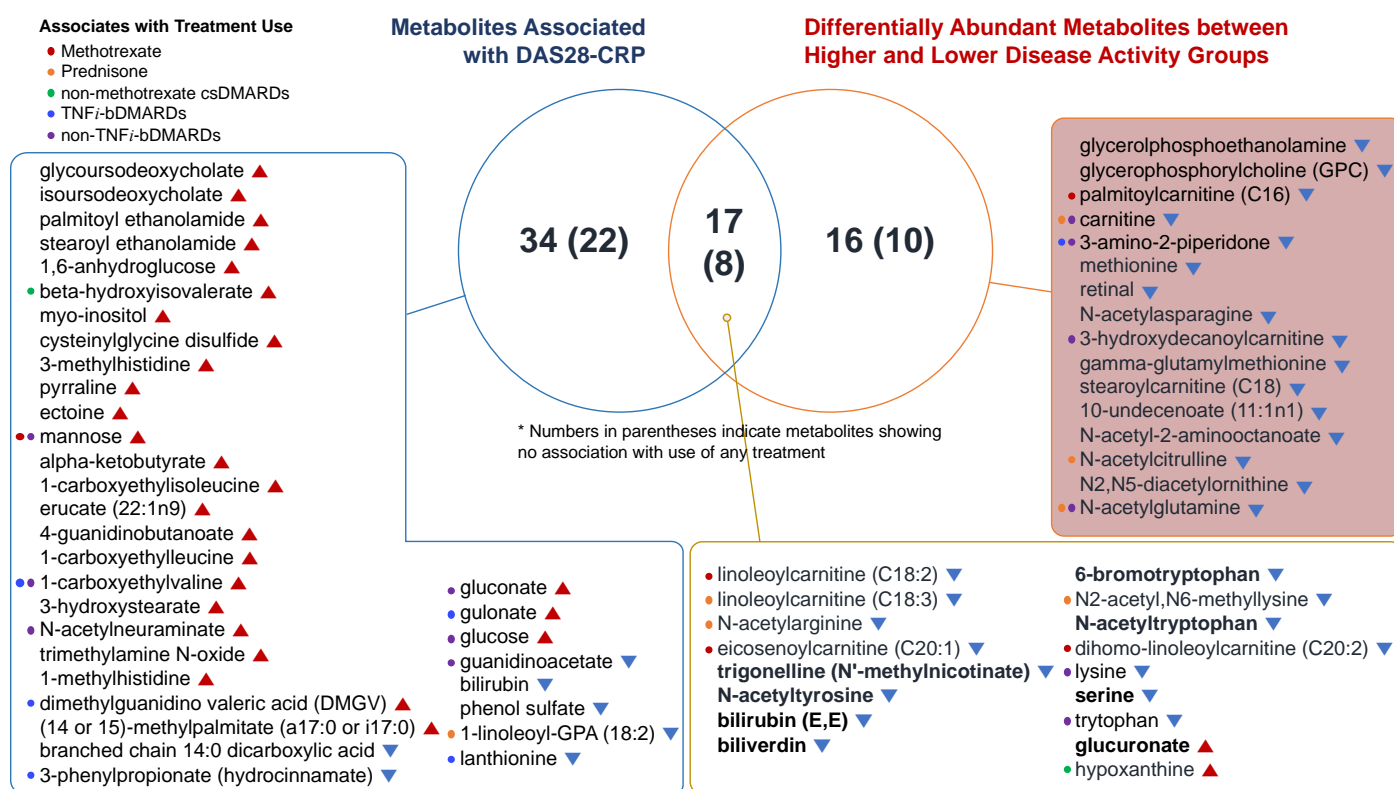 Associates with Treatment Use
Methotrexate
Prednisone
non-methotrexate csDMARDs
TNFi-bDMARDs
non-TNFi-bDMARDs
Metabolites Associated
with DAS28-CRP
Differentially Abundant Metabolites between
Higher and Lower Disease Activity Groups
34 (22)
17
(8)
16 (10)
* Numbers in parentheses indicate metabolites showing
no association with use of any treatment
glycoursodeoxycholate
isoursodeoxycholate
palmitoyl ethanolamide
stearoyl ethanolamide
1,6-anhydroglucose
beta-hydroxyisovalerate
myo-inositol
cysteinylglycine disulfide
3-methylhistidine
pyrraline
ectoine
mannose
alpha-ketobutyrate
1-carboxyethylisoleucine
erucate (22:1n9)
4-guanidinobutanoate
1-carboxyethylleucine
1-carboxyethylvaline
3-hydroxystearate
N-acetylneuraminate
trimethylamine N-oxide
1-methylhistidine
dimethylguanidino valeric acid (DMGV)
(14 or 15)-methylpalmitate (a17:0 or i17:0)
branched chain 14:0 dicarboxylic acid
3-phenylpropionate (hydrocinnamate)
gluconate
gulonate
glucose
guanidinoacetate
bilirubin
phenol sulfate
1-linoleoyl-GPA (18:2)
lanthionine
glycerolphosphoethanolamine
glycerophosphorylcholine (GPC)
palmitoylcarnitine (C16)
carnitine
3-amino-2-piperidone
methionine
retinal
N-acetylasparagine
3-hydroxydecanoylcarnitine
gamma-glutamylmethionine
stearoylcarnitine (C18)
10-undecenoate (11:1n1)
N-acetyl-2-aminooctanoate
N-acetylcitrulline
N2,N5-diacetylornithine
N-acetylglutamine
linoleoylcarnitine (C18:2)
linoleoylcarnitine (C18:3)
N-acetylarginine
eicosenoylcarnitine (C20:1)
trigonelline (N'-methylnicotinate)
N-acetyltyrosine
bilirubin (E,E)
biliverdin
6-bromotryptophan
N2-acetyl,N6-methyllysine
N-acetyltryptophan
dihomo-linoleoylcarnitine (C20:2)
lysine
serine
trytophan
glucuronate
hypoxanthine